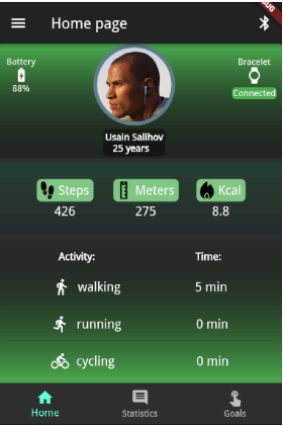 Home page
Battery
88%
Bracelet
Connected
Usain Salihov
25 years
Steps
Meters
Kcal
426
275
8.8
Activity:
Time:
walking
5 min
running
0 min
cycling
0 min
Home
Statistics
Goals